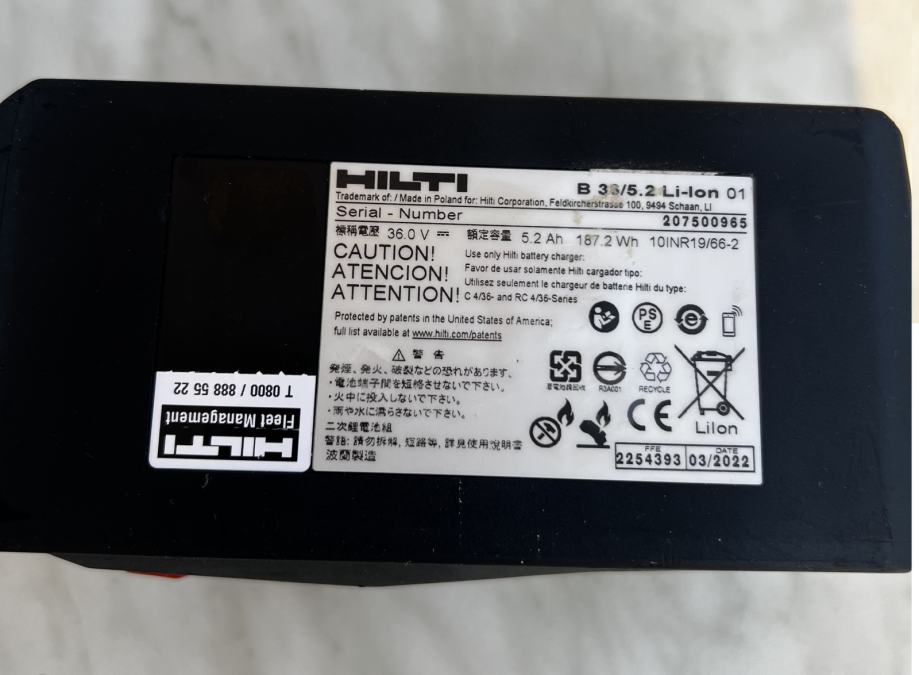 HILTI
B 36/5.2 Li-Ion 01
Trademark of: / Made in Poland for: Hilti Corporation, Feldkircherstrasse 100, 9494 Schaan, LI
Serial - Number
207500965
標稱電壓 36.0 V 額定容量 5.2 Ah 187.2 Wh 10INR19/66-2
CAUTION!
ATENCION!
ATTENTION!
Use only Hilti battery charger:
Favor de usar solamente Hilti cargador tipo:
Utilisez seulement le chargeur de batterie Hilti du type:
C 4/36- and RC 4/36-Series
Protected by patents in the United States of America;
full list available at www.hilti.com/patents
PS
E
警 告
発煙、発火、破裂などの恐れがあります。
・電池端子間を短絡させないで下さい。
・火中に投入しないで下さい。
・雨や水に濡らさないで下さい。
二次鋰電池組
警語: 請勿拆解, 短路等, 詳見使用說明書
波蘭製造
廢電池請回收
R3A001
RECYCLE
CE
LiIon
FFE
DATE
2254393
03/2022
HILTI
Fleet Management
T 0800 / 888 55 22